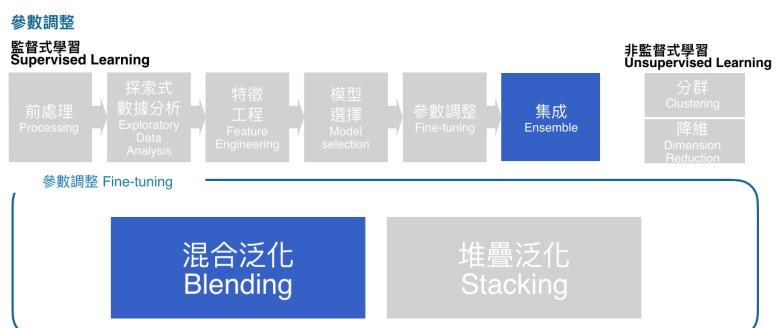 參數調整
監督式學習
Supervised Learning
非監督式學習
Unsupervised Learning
前處理
Processing
探索式
數據分析
Exploratory
Data
Analysis
特徵
工程
Feature
Engineering
模型
選擇
Model
selection
參數調整
Fine-tuning
集成
Ensemble
分群
Clustering
降維
Dimension
Reduction
參數調整 Fine-tuning
混合泛化
Blending
堆疊泛化
Stacking